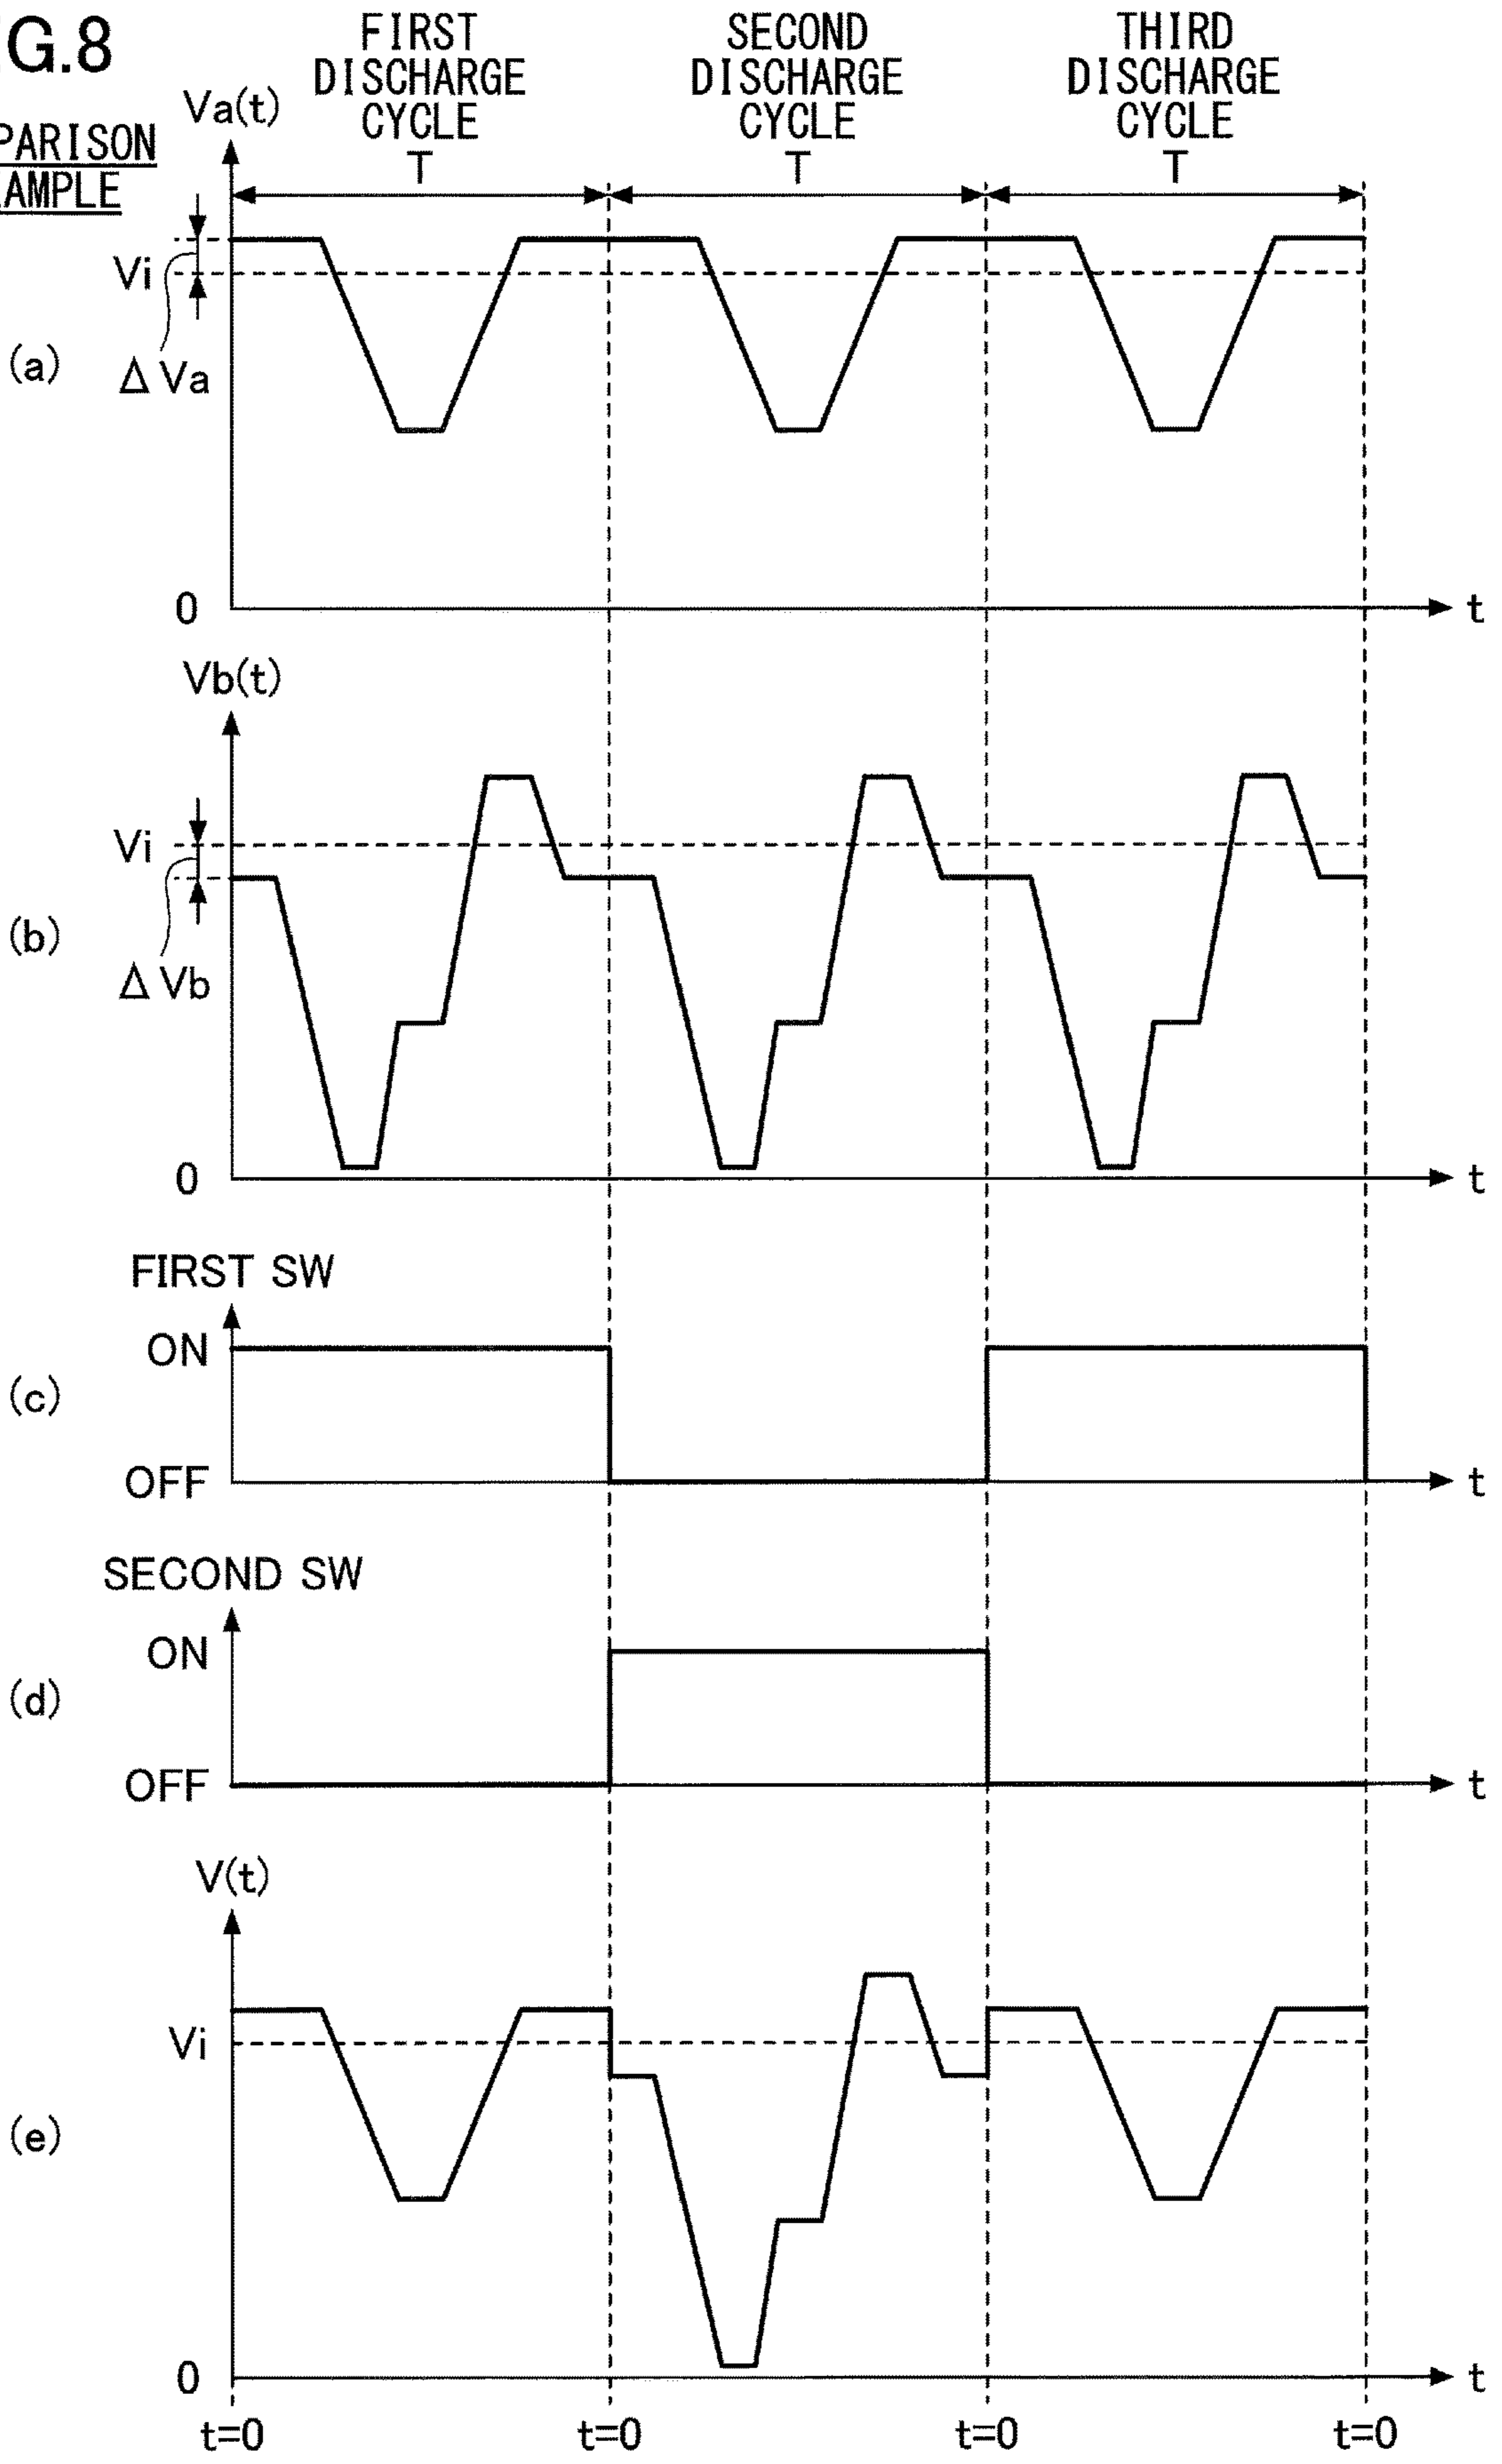 G.8
FIRST
DISCHARGE
CYCLE
T
SECOND
DISCHARGE
CYCLE
T
THIRD
DISCHARGE
CYCLE
T
PARISON
AMPLE
Va(t)
Vi
(a)
ΔVa
0
t
Vb(t)
Vi
(b)
ΔVb
0
t
FIRST SW
ON
(c)
OFF
t
SECOND SW
ON
(d)
OFF
t
V(t)
Vi
(e)
0
t
t=0
t=0
t=0
t=0